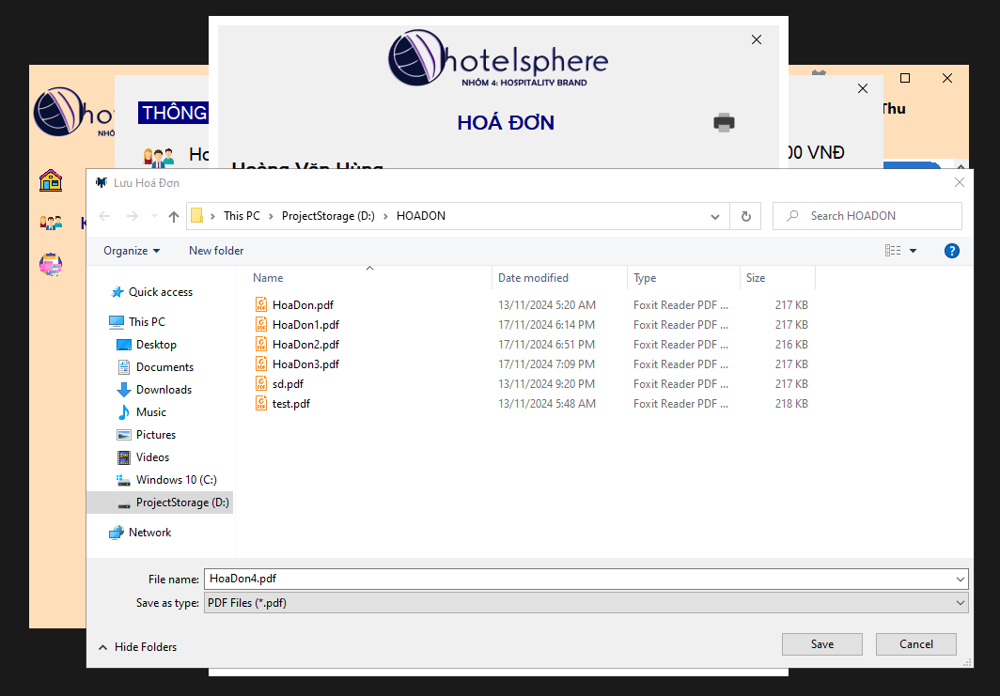 hotelsphere
NHÓM 4: HOSPITALITY BRAND
HOÁ ĐƠN
THÔNG
Thu
00 VNĐ
Hoàng Văn Hùng
Lưu Hoá Đơn
This PC > ProjectStorage (D:) > HOADON
Search HOADON
Organize
New folder
Name Date modified Type Size
Quick access
This PC
Desktop
Documents
Downloads
Music
Pictures
Videos
Windows 10 (C:)
ProjectStorage (D:)
Network
HoaDon.pdf 13/11/2024 5:20 AM Foxit Reader PDF ... 217 KB
HoaDon1.pdf 17/11/2024 6:14 PM Foxit Reader PDF ... 217 KB
HoaDon2.pdf 17/11/2024 6:51 PM Foxit Reader PDF ... 216 KB
HoaDon3.pdf 17/11/2024 7:09 PM Foxit Reader PDF ... 217 KB
sd.pdf 13/11/2024 9:20 PM Foxit Reader PDF ... 217 KB
test.pdf 13/11/2024 5:48 AM Foxit Reader PDF ... 218 KB
File name: HoaDon4.pdf
Save as type: PDF Files (*.pdf)
Hide Folders
Save
Cancel